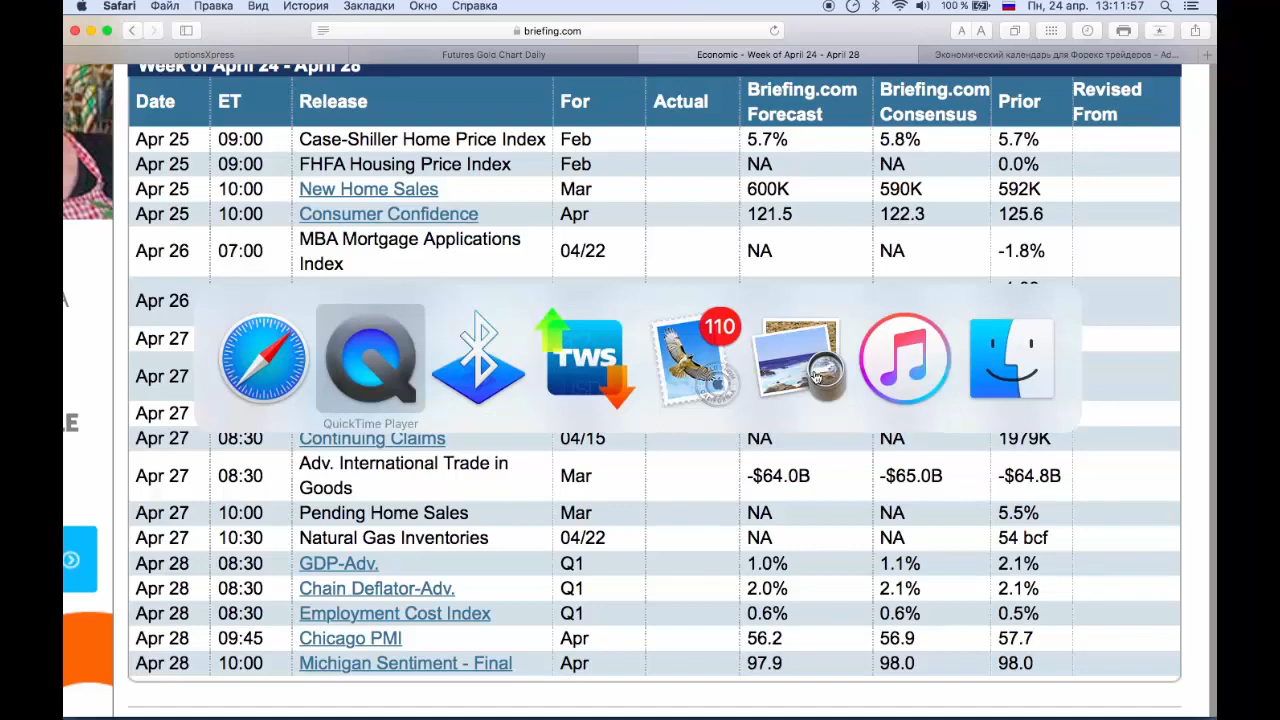 Safari Файл Правка Вид История Закладки Окно Справка 100 % Пн, 24 апр. 13:11:57
briefing.com A A
optionsXpress Futures Gold Chart Daily Economic - Week of April 24 - April 28 Экономический календарь для Форекс трейдеров - Ad...
Week of April 24 - April 28
Date ET Release For Actual Briefing.com Forecast Briefing.com Consensus Prior Revised From
Apr 25 09:00 Case-Shiller Home Price Index Feb 5.7% 5.8% 5.7%
Apr 25 09:00 FHFA Housing Price Index Feb NA NA 0.0%
Apr 25 10:00 New Home Sales Mar 600K 590K 592K
Apr 25 10:00 Consumer Confidence Apr 121.5 122.3 125.6
Apr 26 07:00 MBA Mortgage Applications Index 04/22 NA NA -1.8%
Apr 26
Apr 27
Apr 27
Apr 27
110
TWS
QuickTime Player
Apr 27 08:30 Continuing Claims 04/15 NA NA 1979K
Apr 27 08:30 Adv. International Trade in Goods Mar -$64.0B -$65.0B -$64.8B
Apr 27 10:00 Pending Home Sales Mar NA NA 5.5%
Apr 27 10:30 Natural Gas Inventories 04/22 NA NA 54 bcf
Apr 28 08:30 GDP-Adv. Q1 1.0% 1.1% 2.1%
Apr 28 08:30 Chain Deflator-Adv. Q1 2.0% 2.1% 2.1%
Apr 28 08:30 Employment Cost Index Q1 0.6% 0.6% 0.5%
Apr 28 09:45 Chicago PMI Apr 56.2 56.9 57.7
Apr 28 10:00 Michigan Sentiment - Final Apr 97.9 98.0 98.0